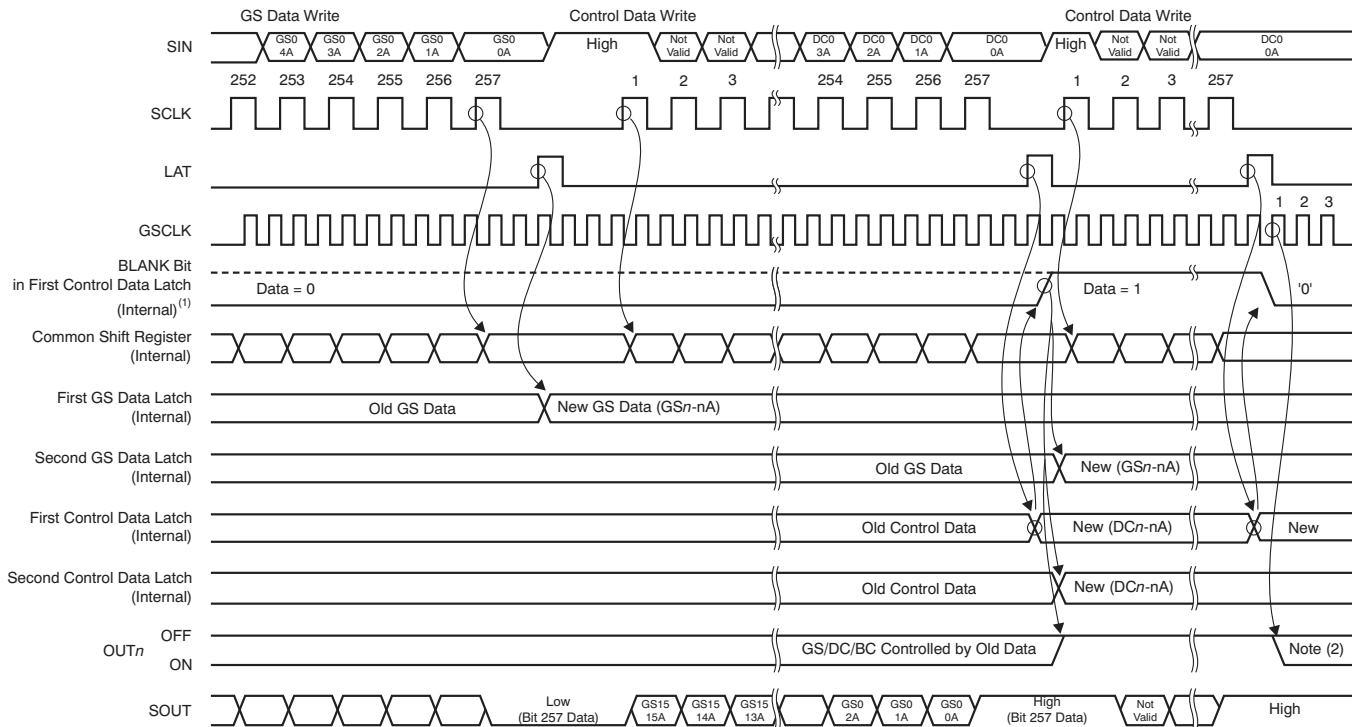 GS Data Write Control Data Write Control Data Write
SIN
GS0 4A GS0 3A GS0 2A GS0 1A GS0 0A High Not Valid Not Valid DC0 3A DC0 2A DC0 1A DC0 0A High Not Valid Not Valid DC0 0A
252 253 254 255 256 257 1 2 3 254 255 256 257 1 2 3 257
SCLK
LAT
1 2 3
GSCLK
BLANK Bit
in First Control Data Latch
(Internal)(1)
Data = 0 Data = 1 '0'
Common Shift Register
(Internal)
First GS Data Latch
(Internal)
Old GS Data New GS Data (GSn-nA)
Second GS Data Latch
(Internal)
Old GS Data New (GSn-nA)
First Control Data Latch
(Internal)
Old Control Data New (DCn-nA) New
Second Control Data Latch
(Internal)
Old Control Data New (DCn-nA)
OFF
OUTn
ON
GS/DC/BC Controlled by Old Data Note (2)
SOUT
Low
(Bit 257 Data)
GS15 15A GS15 14A GS15 13A GS0 2A GS0 1A GS0 0A
High
(Bit 257 Data)
Not Valid High